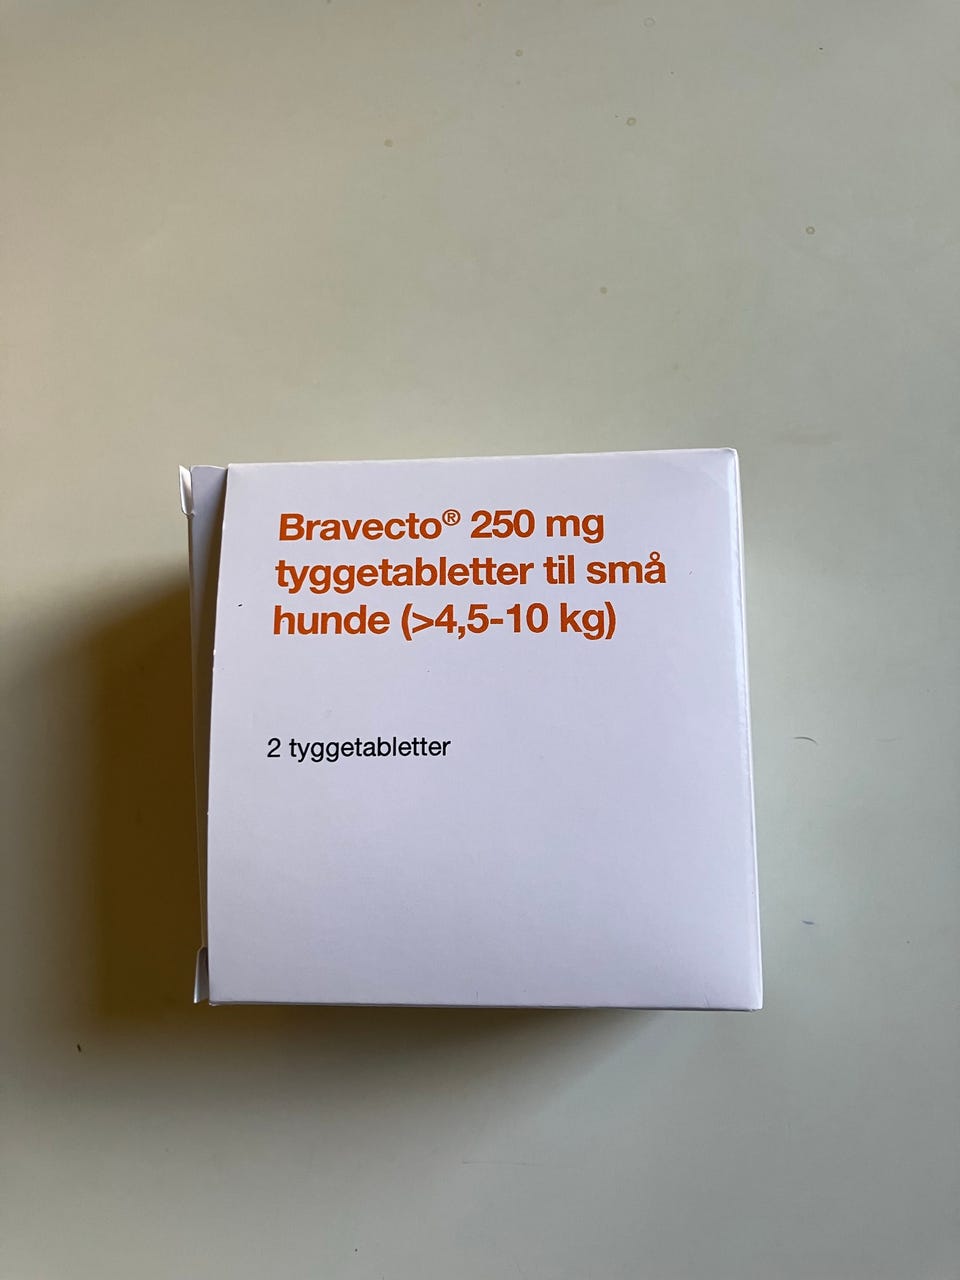 Bravecto® 250 mg
tyggetabletter til små
hunde (>4,5-10 kg)
2 tyggetabletter